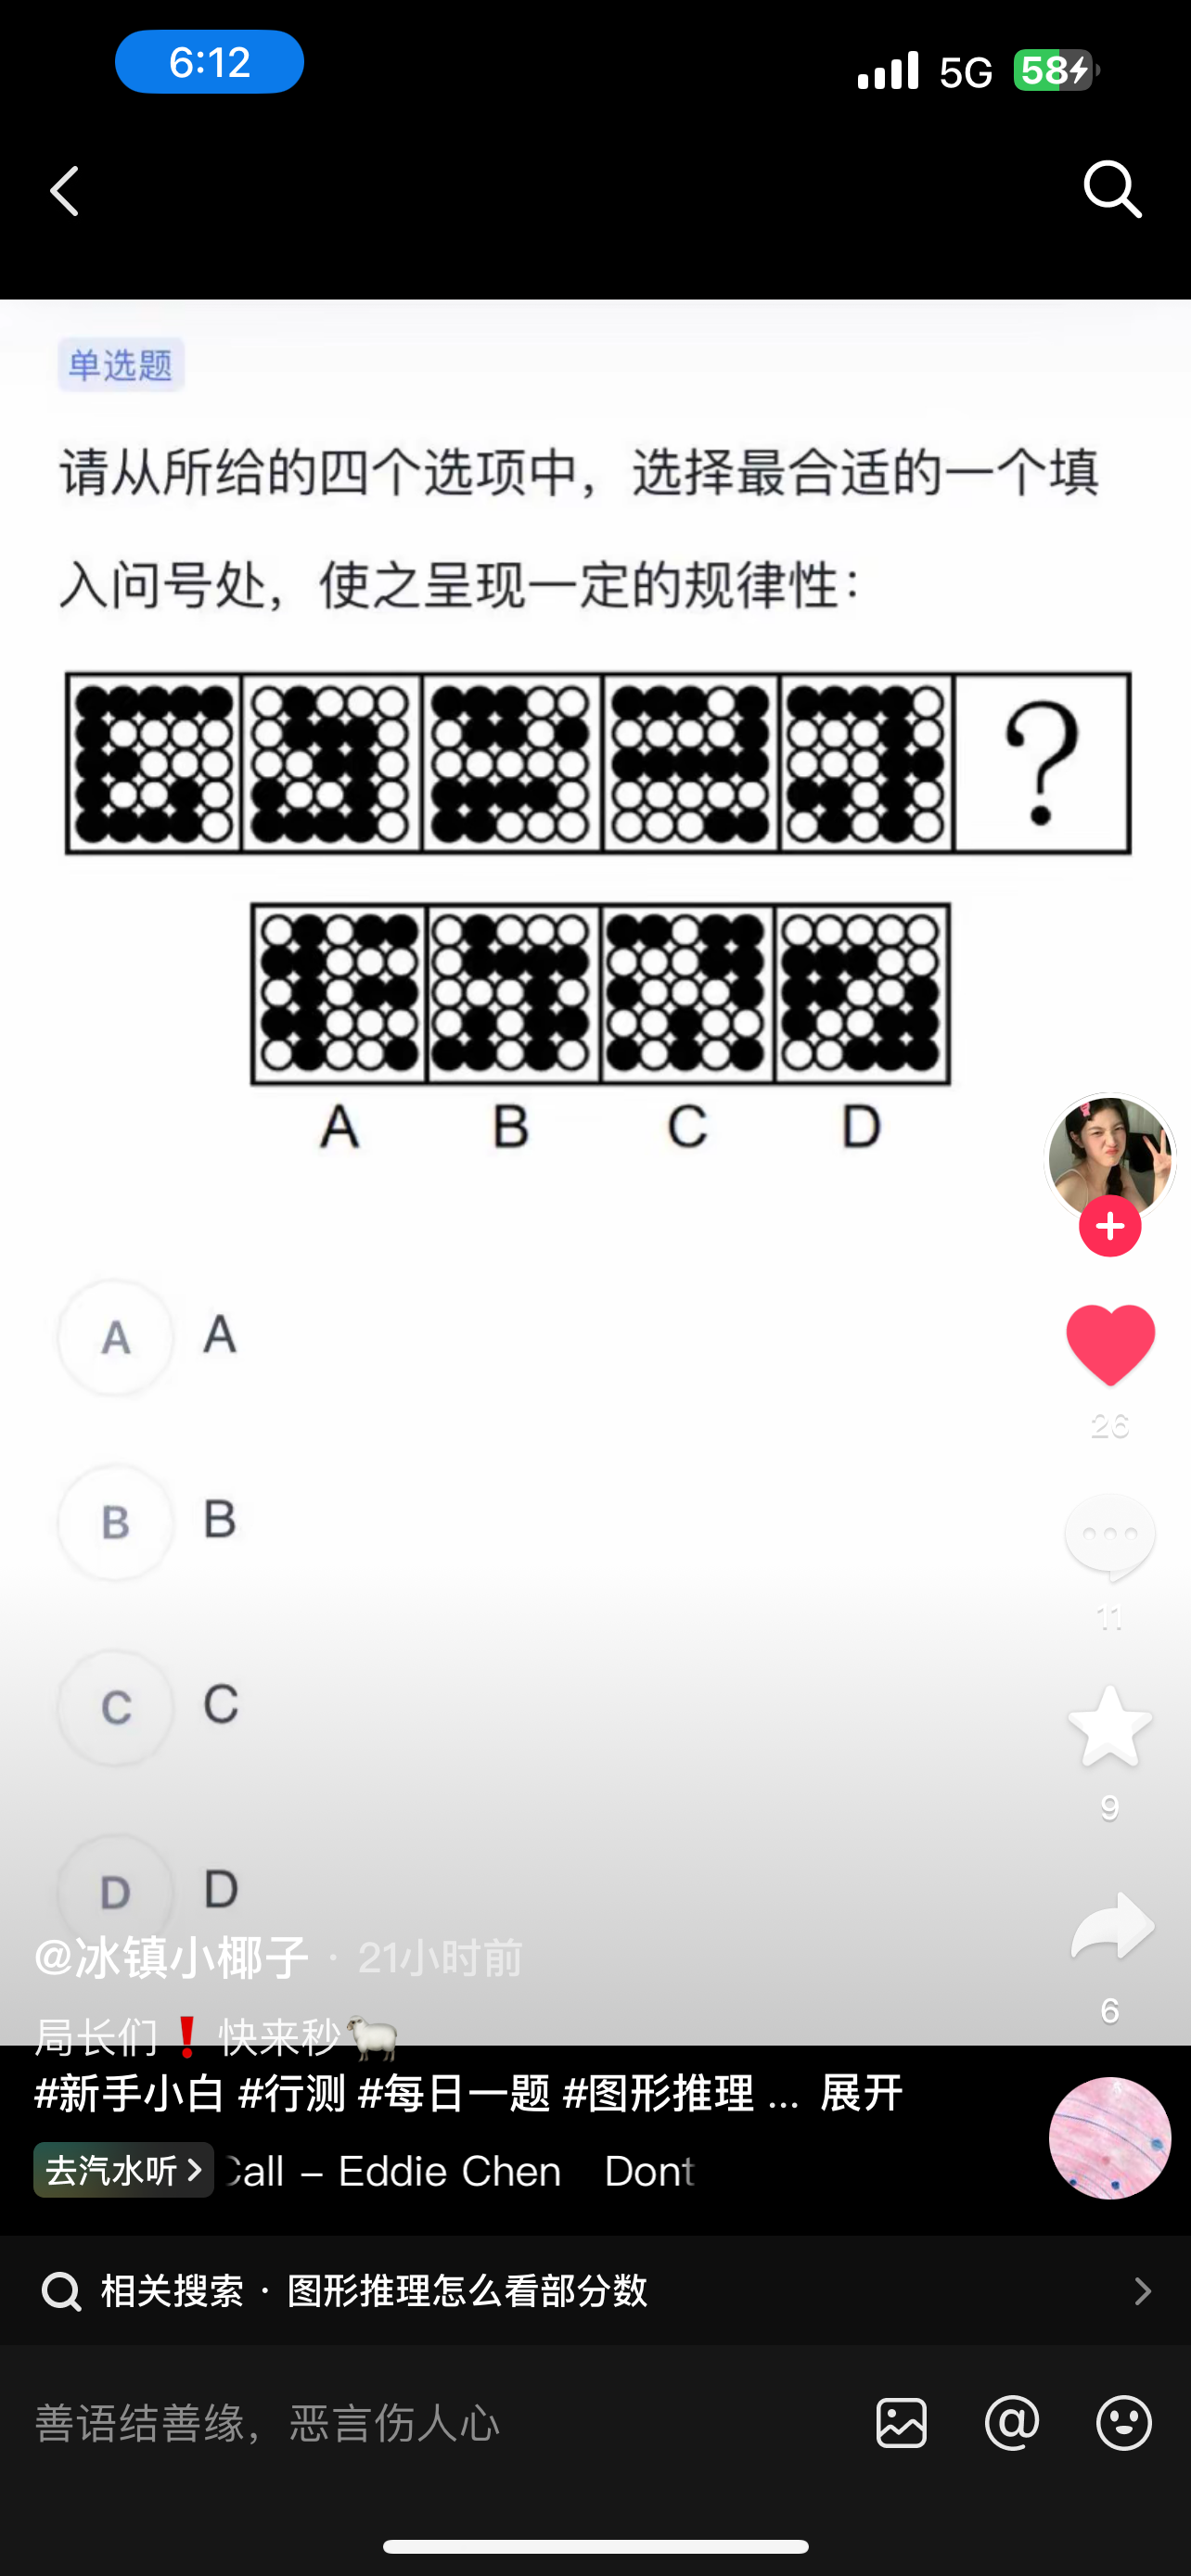 6:12
5G
58
单选题
请从所给的四个选项中，选择最合适的一个填
入问号处，使之呈现一定的规律性：
?
A B C D
A A
B B
C C
D D
26
11
9
6
@冰镇小椰子 · 21小时前
局长们❗快来秒🐑
#新手小白 #行测 #每日一题 #图形推理 ... 展开
去汽水听 Call – Eddie Chen Dont
相关搜索 · 图形推理怎么看部分数
善语结善缘，恶言伤人心